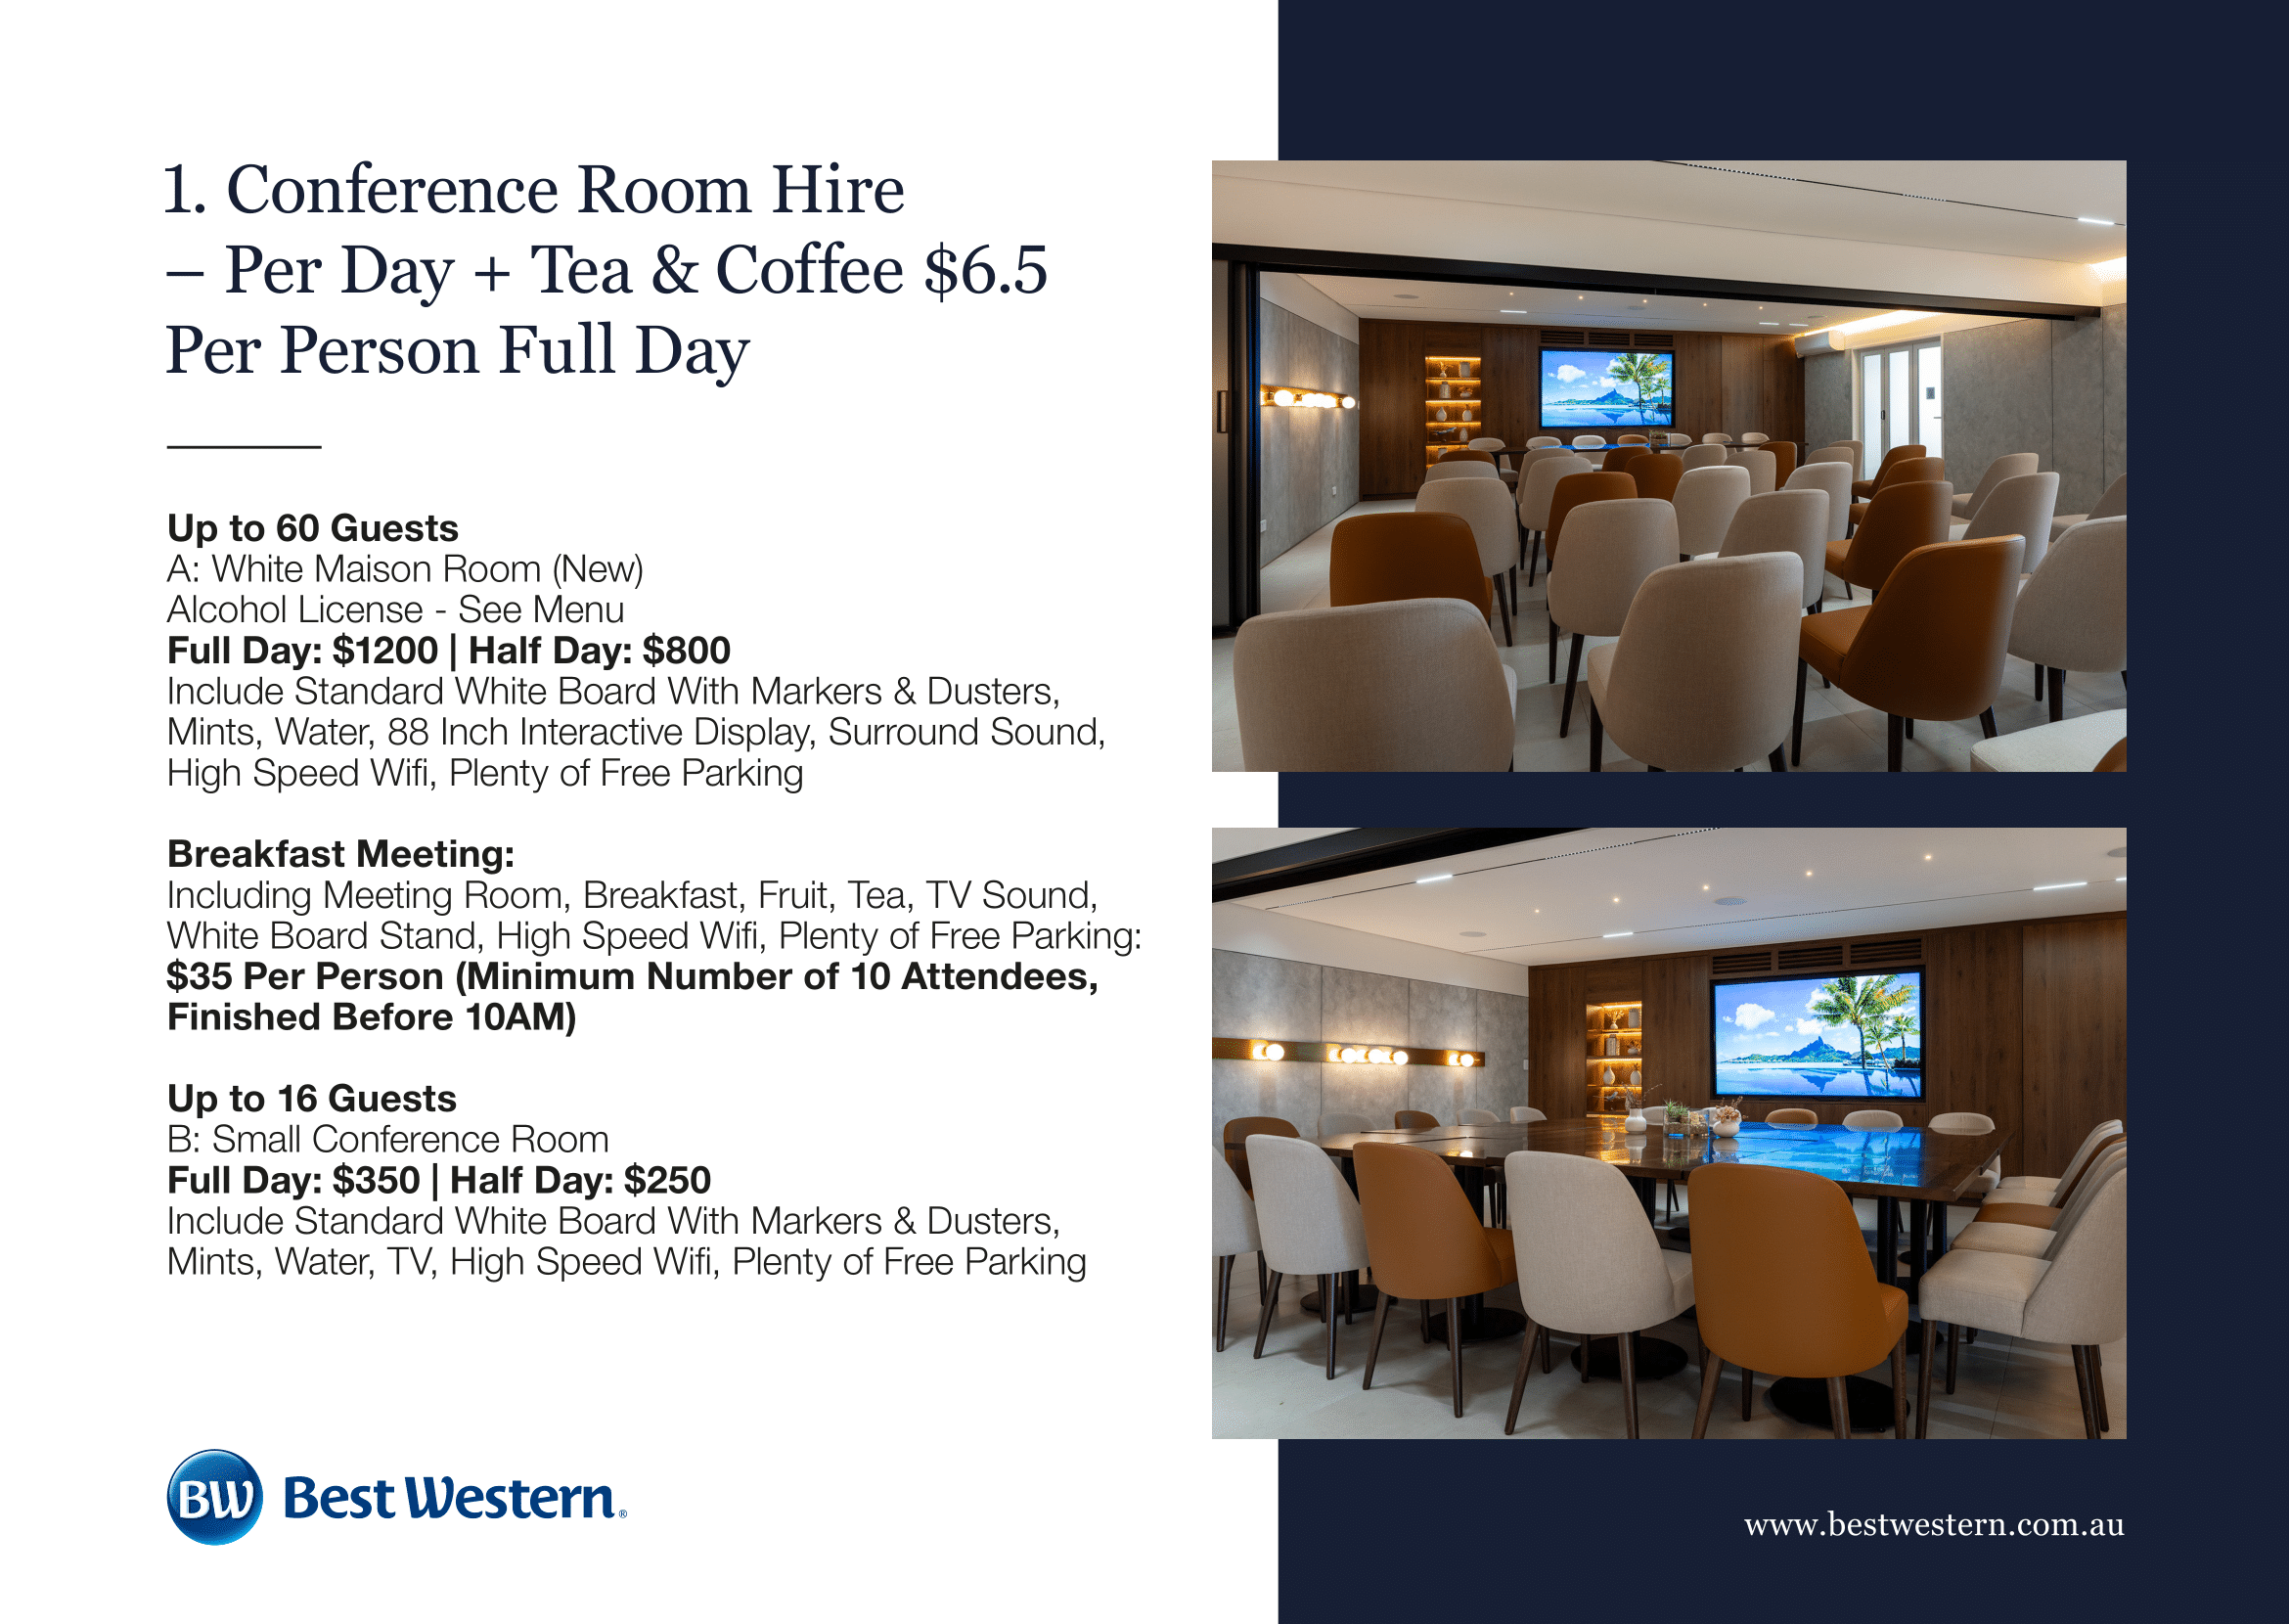 1. Conference Room Hire
– Per Day + Tea & Coffee $6.5
Per Person Full Day
Up to 60 Guests
A: White Maison Room (New)
Alcohol License - See Menu
Full Day: $1200 | Half Day: $800
Include Standard White Board With Markers & Dusters,
Mints, Water, 88 Inch Interactive Display, Surround Sound,
High Speed Wifi, Plenty of Free Parking
Breakfast Meeting:
Including Meeting Room, Breakfast, Fruit, Tea, TV Sound,
White Board Stand, High Speed Wifi, Plenty of Free Parking:
$35 Per Person (Minimum Number of 10 Attendees,
Finished Before 10AM)
Up to 16 Guests
B: Small Conference Room
Full Day: $350 | Half Day: $250
Include Standard White Board With Markers & Dusters,
Mints, Water, TV, High Speed Wifi, Plenty of Free Parking
BW Best Western®
www.bestwestern.com.au